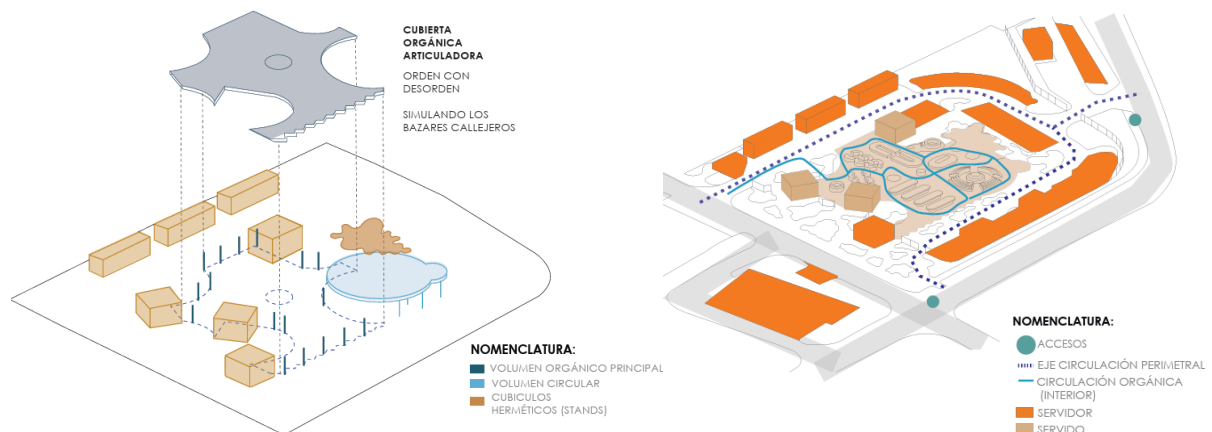 CUBIERTA
ORGÁNICA
ARTICULADORA
ORDEN CON
DESORDEN
SIMULANDO LOS
BAZARES CALLEJEROS
NOMENCLATURA:
VOLUMEN ORGÁNICO PRINCIPAL
VOLUMEN CIRCULAR
CUBICULOS
HERMÉTICOS (STANDS)
NOMENCLATURA:
ACCESOS
EJE CIRCULACIÓN PERIMETRAL
CIRCULACIÓN ORGÁNICA
(INTERIOR)
SERVIDOR
SERVIDO